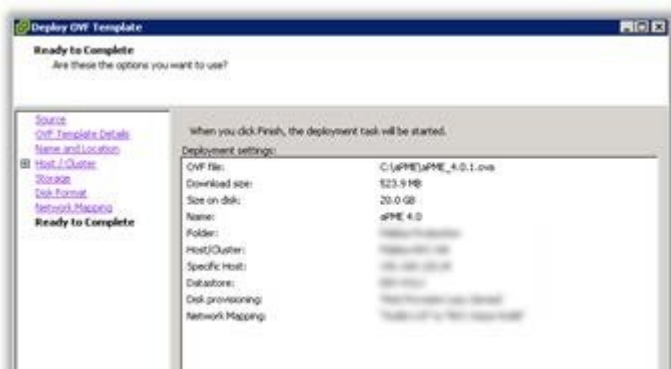 Deploy OVF Template
Ready to Complete
Are these the options you want to use?
Source
OVF Template Details
Name and Location
Host / Cluster
Storage
Disk Format
Network Mapping
Ready to Complete
When you click Finish, the deployment task will be started.
Deployment settings:
OVF file: C:\aPME\aPME_4.0.1.ova
Download size: 523.9 MB
Size on disk: 20.0 GB
Name: aPME 4.0
Folder:
Host/Cluster:
Specific Host:
Datastore:
Disk provisioning:
Network Mapping: